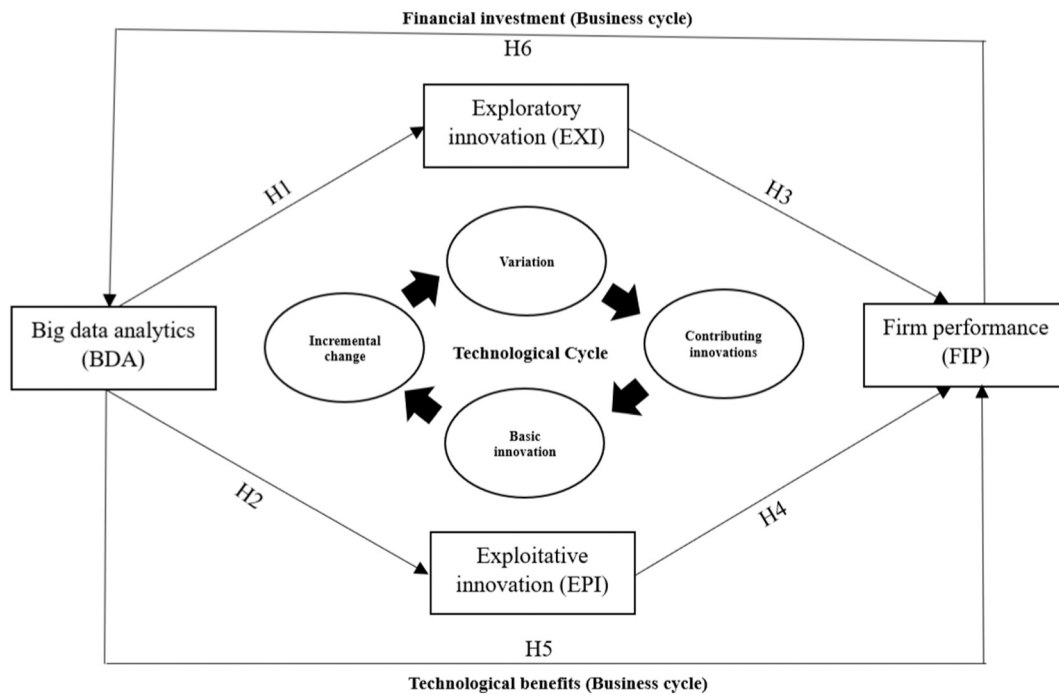 Financial investment (Business cycle)
H6
Exploratory
innovation (EXI)
H1
H3
Variation
Big data analytics
(BDA)
Incremental
change
Technological Cycle
Contributing
innovations
Firm performance
(FIP)
Basic
innovation
H2
H4
Exploitative
innovation (EPI)
H5
Technological benefits (Business cycle)